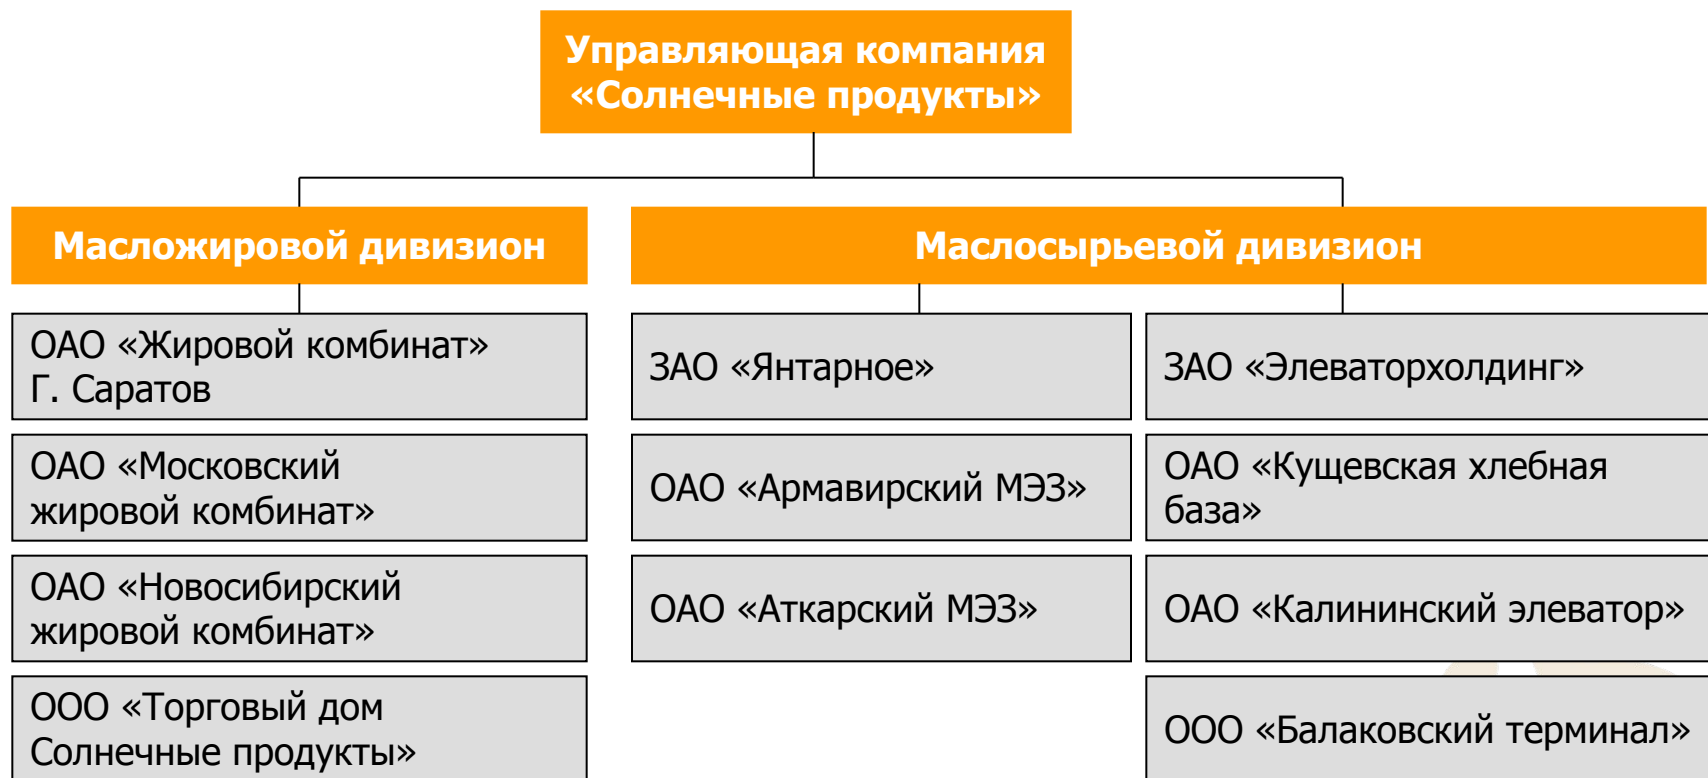 Управляющая компания
«Солнечные продукты»
Масложировой дивизион
Маслосырьевой дивизион
ОАО «Жировой комбинат»
Г. Саратов
ОАО «Московский
жировой комбинат»
ОАО «Новосибирский
жировой комбинат»
ООО «Торговый дом
Солнечные продукты»
ЗАО «Янтарное»
ОАО «Армавирский МЭЗ»
ОАО «Аткарский МЭЗ»
ЗАО «Элеваторхолдинг»
ОАО «Кущевская хлебная
база»
ОАО «Калининский элеватор»
ООО «Балаковский терминал»